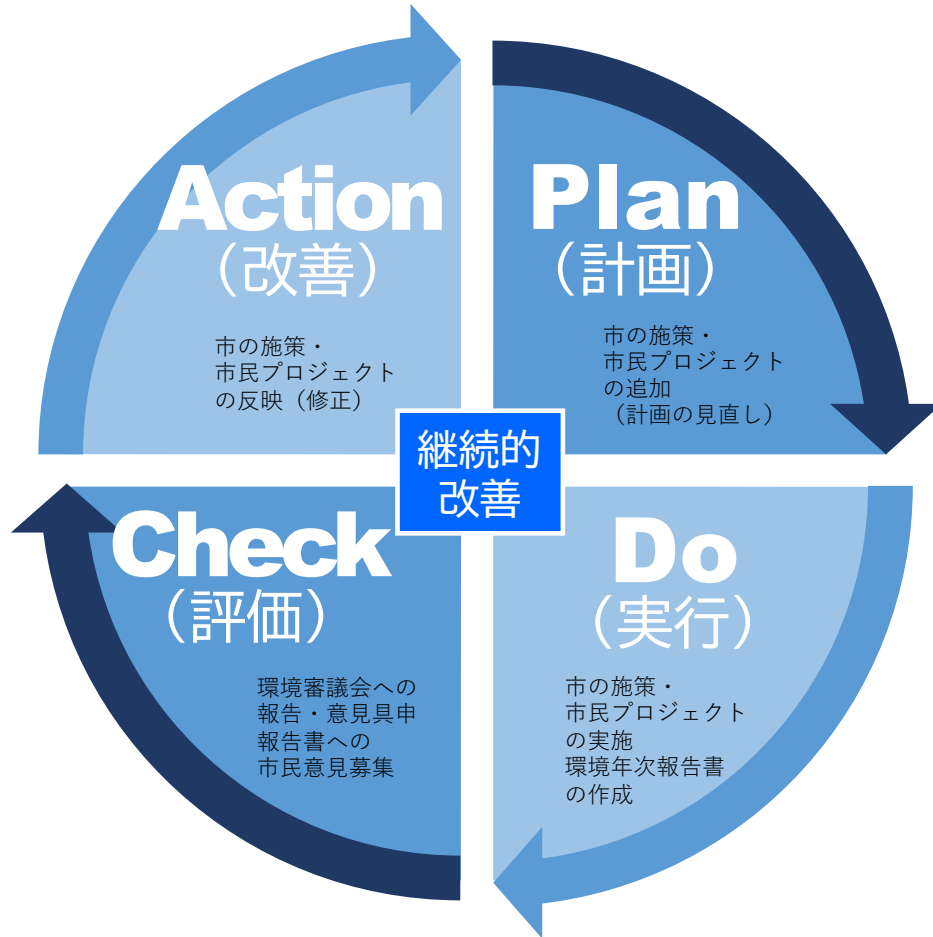 Action
（改善）
市の施策・
市民プロジェクト
の反映（修正）
Plan
（計画）
市の施策・
市民プロジェクト
の追加
（計画の見直し）
継続的
改善
Check
（評価）
環境審議会への
報告・意見具申
報告書への
市民意見募集
Do
（実行）
市の施策・
市民プロジェクト
の実施
環境年次報告書
の作成